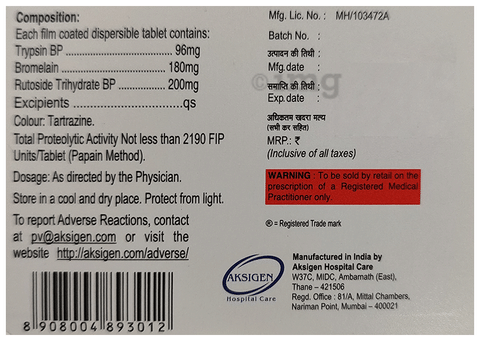 Composition:
Each film coated dispersible tablet contains:
Trypsin BP ................................ 96mg
Bromelain ................................180mg
Rutoside Trihydrate BP ...............200mg
Excipients ..............................qs
Colour: Tartrazine.
Total Proteolytic Activity Not less than 2190 FIP
Units/Tablet (Papain Method).
Dosage: As directed by the Physician.
Store in a cool and dry place. Protect from light.
To report Adverse Reactions, contact
at pv@aksigen.com or visit the
website http://aksigen.com/adverse/
8 908004 893012
Mfg. Lic. No. : MH/103472A
Batch No. :
उत्पादन की तिथी :
Mfg.date :
समाप्ति की तिथी :
Exp.date :
अधिकतम खुदरा मल्य
(सभी कर सहित)
MRP.: ₹
(Inclusive of all taxes)
WARNING : To be sold by retail on the
prescription of a Registered Medical
Practitioner only.
® = Registered Trade mark
AKSIGEN
Hospital Care
Manufactured in India by
Aksigen Hospital Care
W37C, MIDC, Ambarnath (East),
Thane – 421506
Regd. Office : 81/A, Mittal Chambers,
Nariman Point, Mumbai – 400021